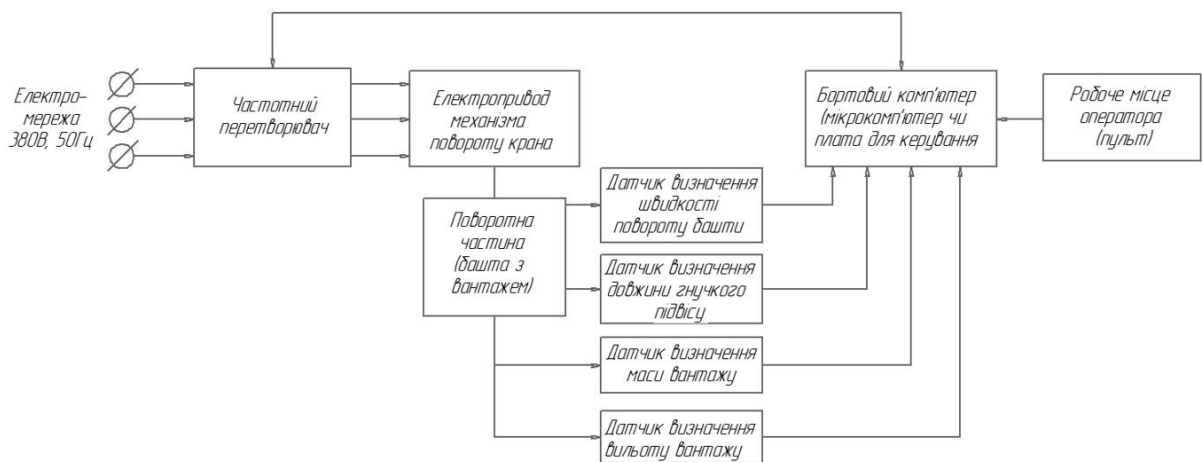 Електро-
мережа
380В, 50Гц
Частотний
перетворювач
Електропривод
механізма
повороту крана
Бортовий комп'ютер
(мікрокомп'ютер чи
плата для керування
Робоче місце
оператора
(пульт)
Поворотна
частина
(башта з
вантажем)
Датчик визначення
швидкості
повороту башти
Датчик визначення
довжини гнучкого
підвісу
Датчик визначення
маси вантажу
Датчик визначення
вильоту вантажу